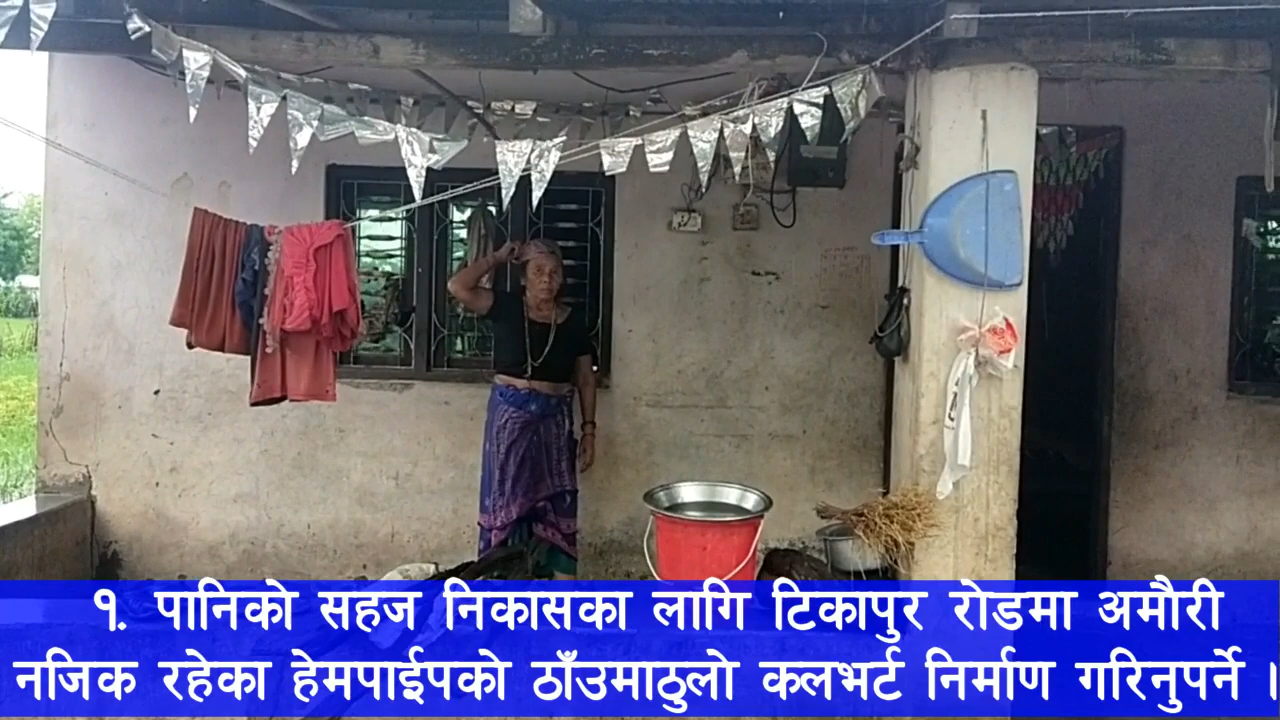 १. पानिको सहज निकासका लागि टिकापुर रोडमा अमौरी
नजिक रहेका हेमपाईपको ठाँउमाठुलो कलभर्ट निर्माण गरिनुपर्ने ।